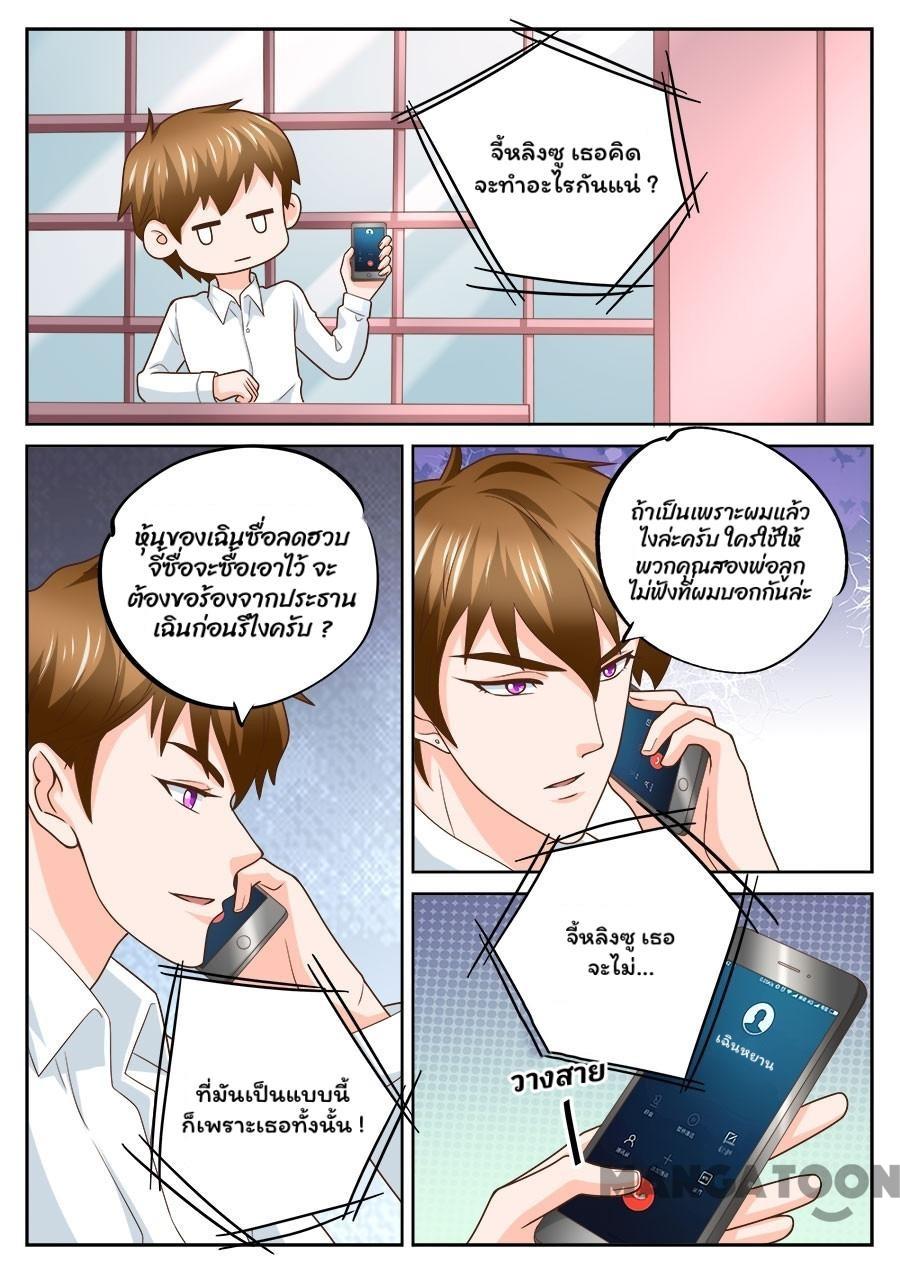 จี้หลิงซู เธอคิด
จะทำอะไรกันแน่ ?
หุ้นของเฉินซื่อลดฮวบ
จี้ซื่อจะซื้อเอาไว้ จะ
ต้องขอร้องจากประธาน
เฉินก่อนรึไงครับ ?
ที่มันเป็นแบบนี้
ก็เพราะเธอทั้งนั้น !
ถ้าเป็นเพราะผมแล้ว
ไงล่ะครับ ใครใช้ให้
พวกคุณสองพ่อลูก
ไม่ฟังที่ผมบอกกันล่ะ
จี้หลิงซู เธอ
จะไม่...
เฉินหยาน
วางสาย
MANGATOON